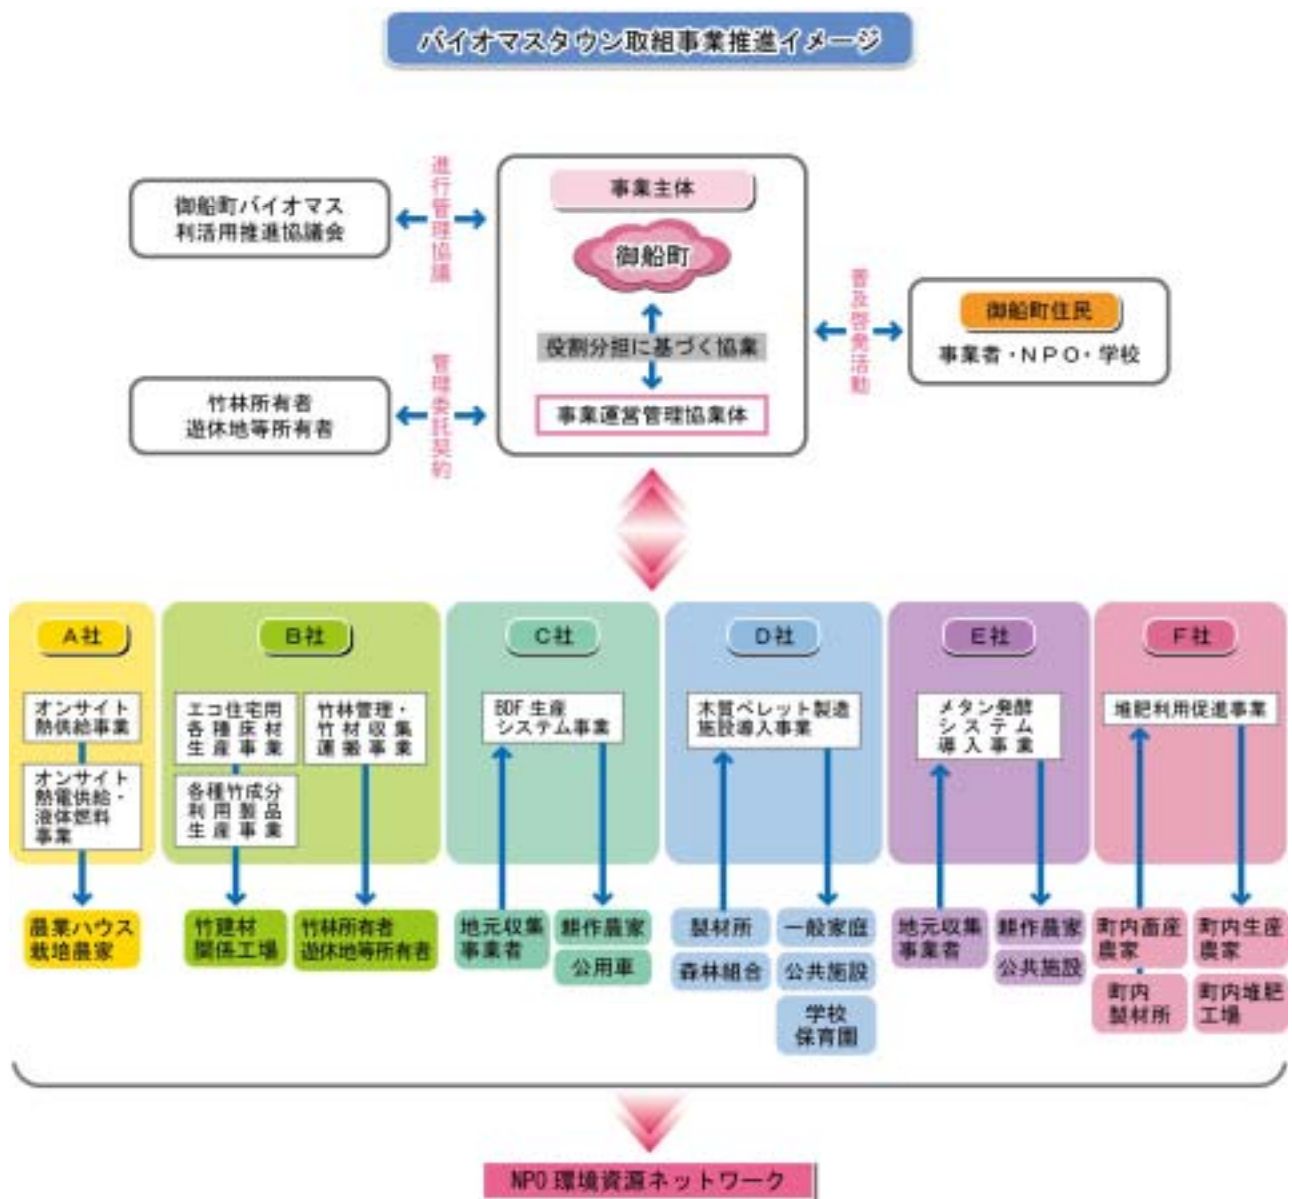 バイオマスタウン取組事業推進イメージ
御船町バイオマス
利活用推進協議会
進行管理協議
事業主体
御船町
役割分担に基づく協業
事業運営管理協業体
普及啓発活動
御船町住民
事業者・NPO・学校
竹林所有者
遊休地等所有者
管理委託契約
A社
オンサイト
熱供給事業
オンサイト
熱電供給・
液体燃料
事業
農業ハウス
栽培農家
B社
エコ住宅用
各種床材
生産事業
各種竹成分
利用製品
生産事業
竹林管理・
竹材収集
運搬事業
竹建材
関係工場
竹林所有者
遊休地等所有者
C社
BDF生産
システム事業
地元収集
事業者
耕作農家
公用車
D社
木質ペレット製造
施設導入事業
製材所
森林組合
一般家庭
公共施設
学校
保育園
E社
メタン発酵
システム
導入事業
地元収集
事業者
耕作農家
公共施設
F社
堆肥利用促進事業
町内畜産
農家
町内
製材所
町内生産
農家
町内堆肥
工場
NPO環境資源ネットワーク